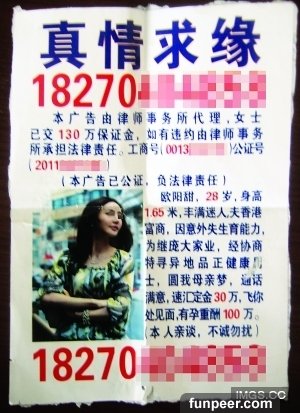 真情求缘
18270
本广告由律师事务所代理,女士
已交130万保证金,如有违约由律师事务
所承担法律责任。工商号(0013 )公证号
(2011 )
(本广告已公证,负法律责任)
欧阳甜,28岁,身高
1.65米,丰满迷人,夫香港
富商,因意外失生育能力,
为继庞大家业,经协商
特寻异地品正健康
士,圆我母亲梦,通话
满意,速汇定金30万,飞你
处见面,有孕重酬100万。
(本人亲谈,不诚勿扰)
18270
IMGS.CC
funpeer.com